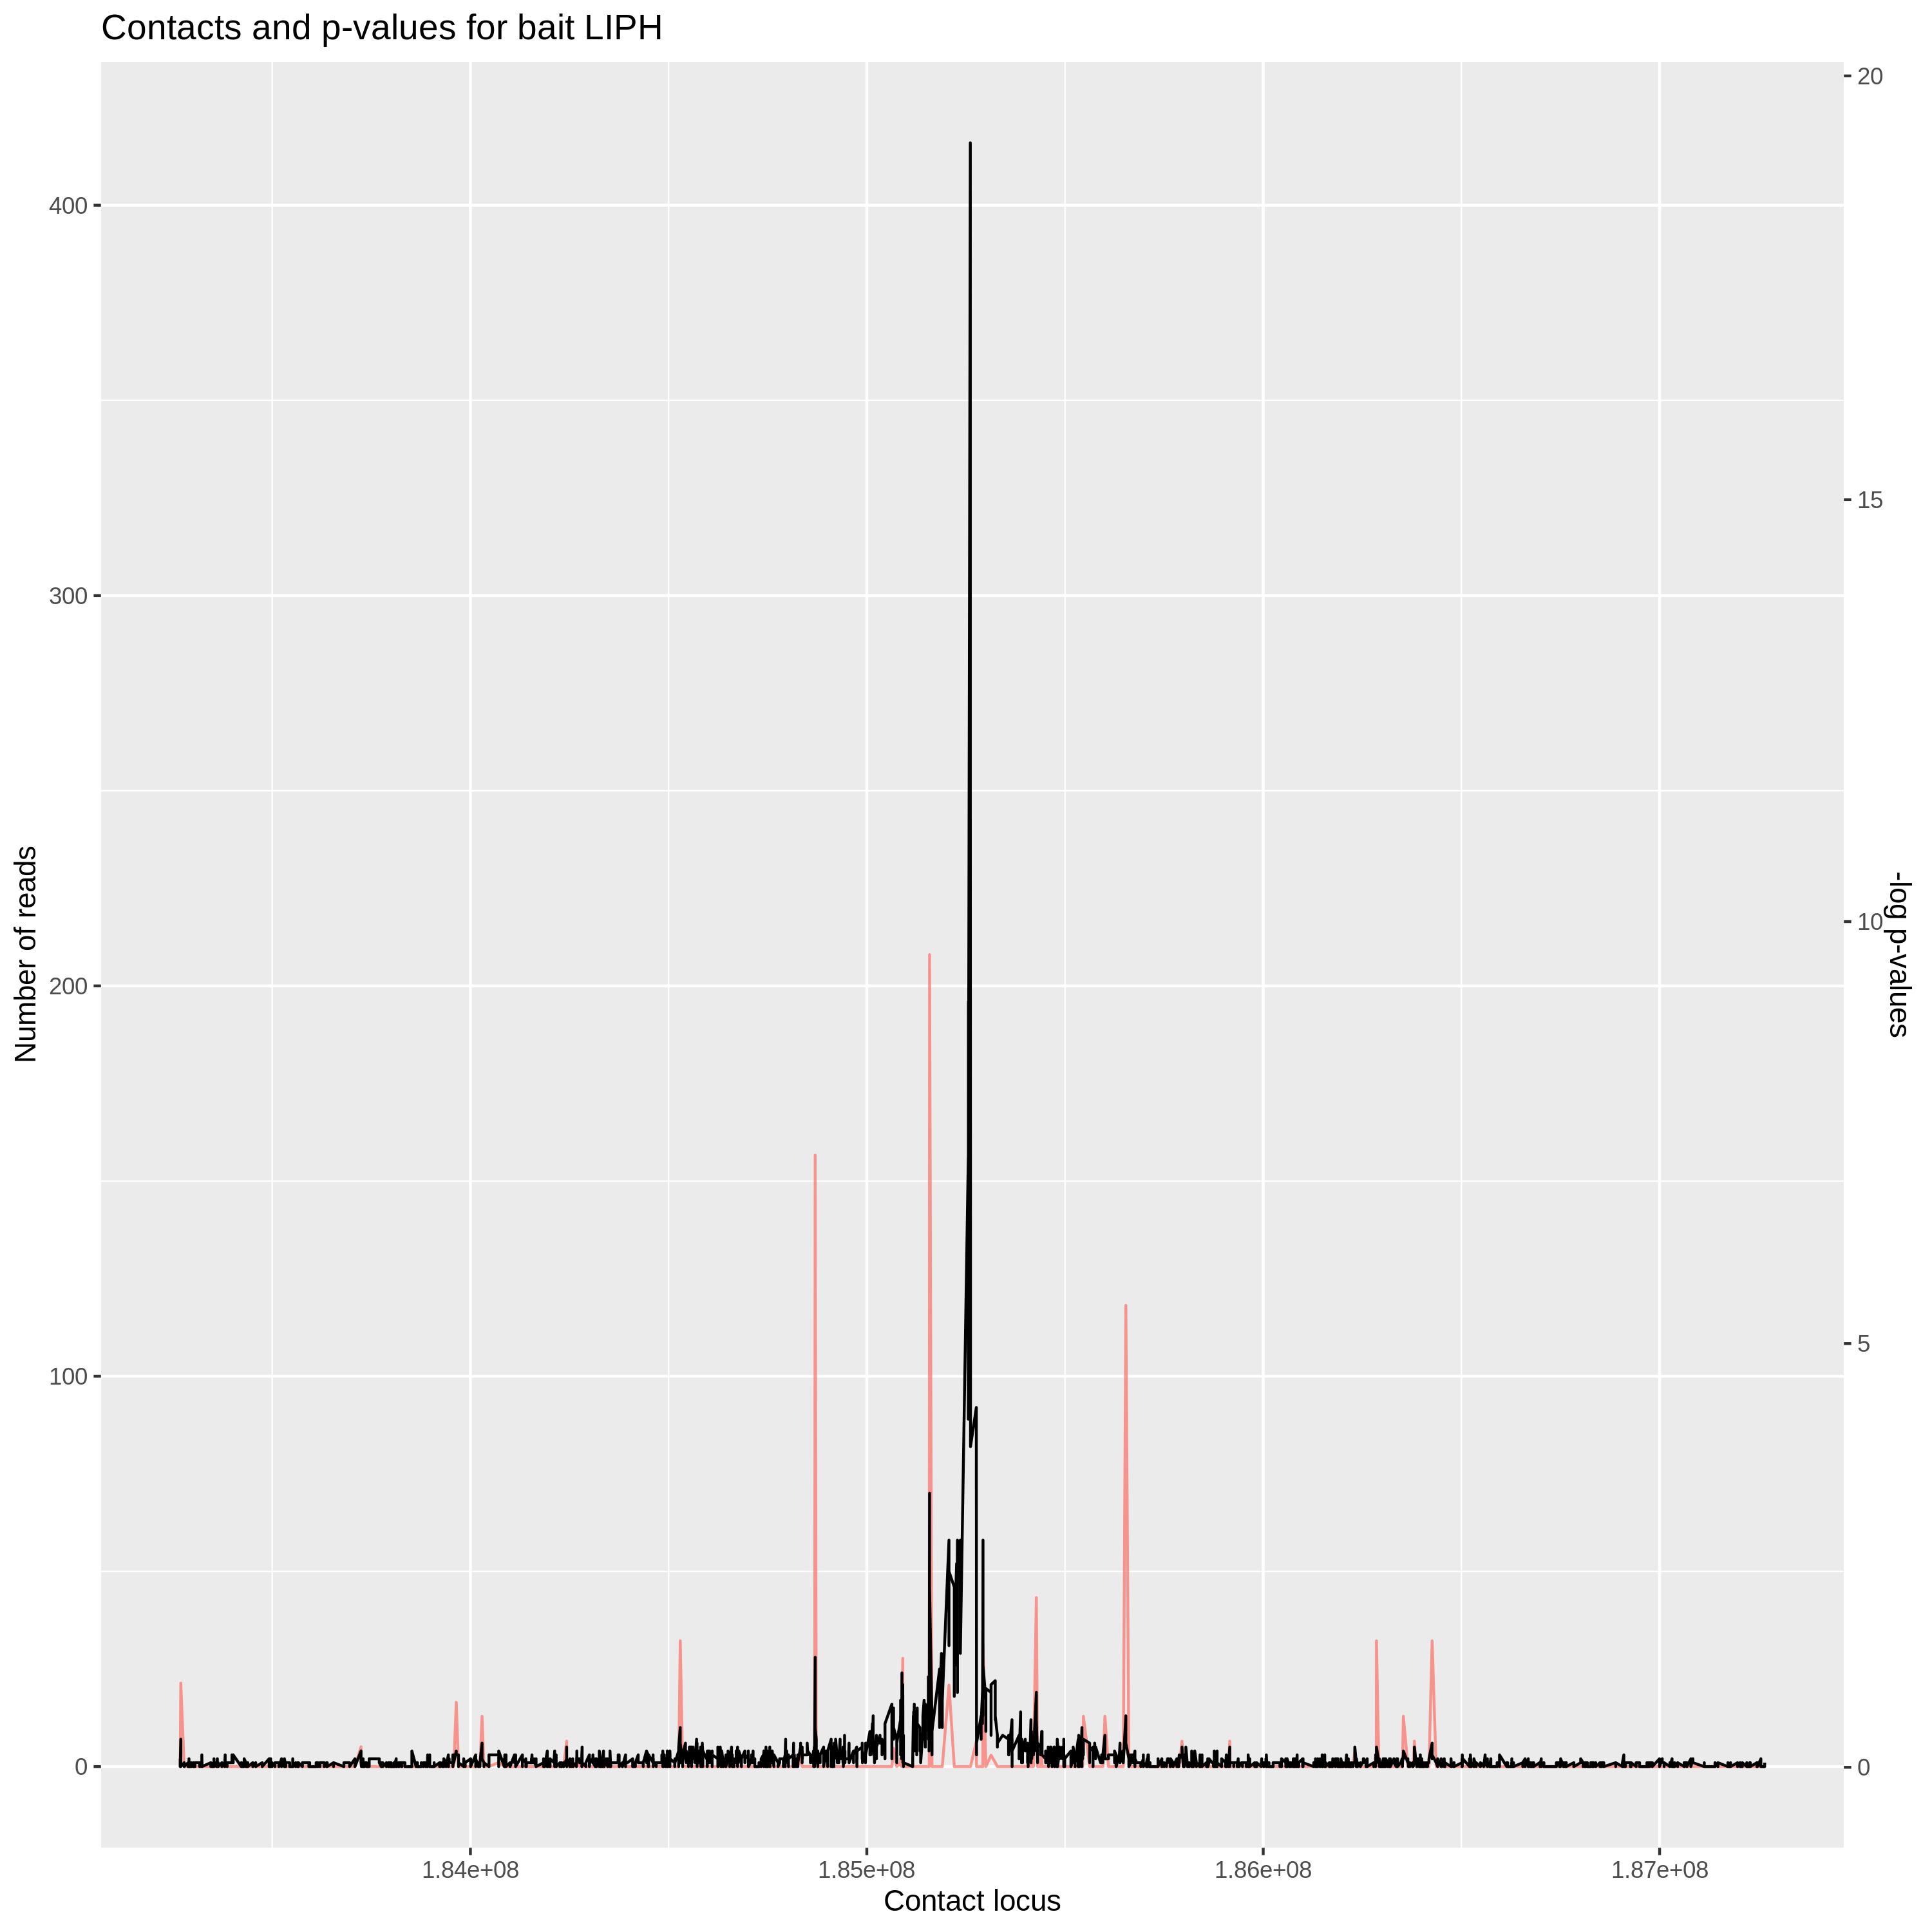 Contacts and p-values for bait LIPH
400
300
200
100
0
Number of reads
20
15
10
5
0
-log p-values
1.84e+08
1.85e+08
1.86e+08
1.87e+08
Contact locus